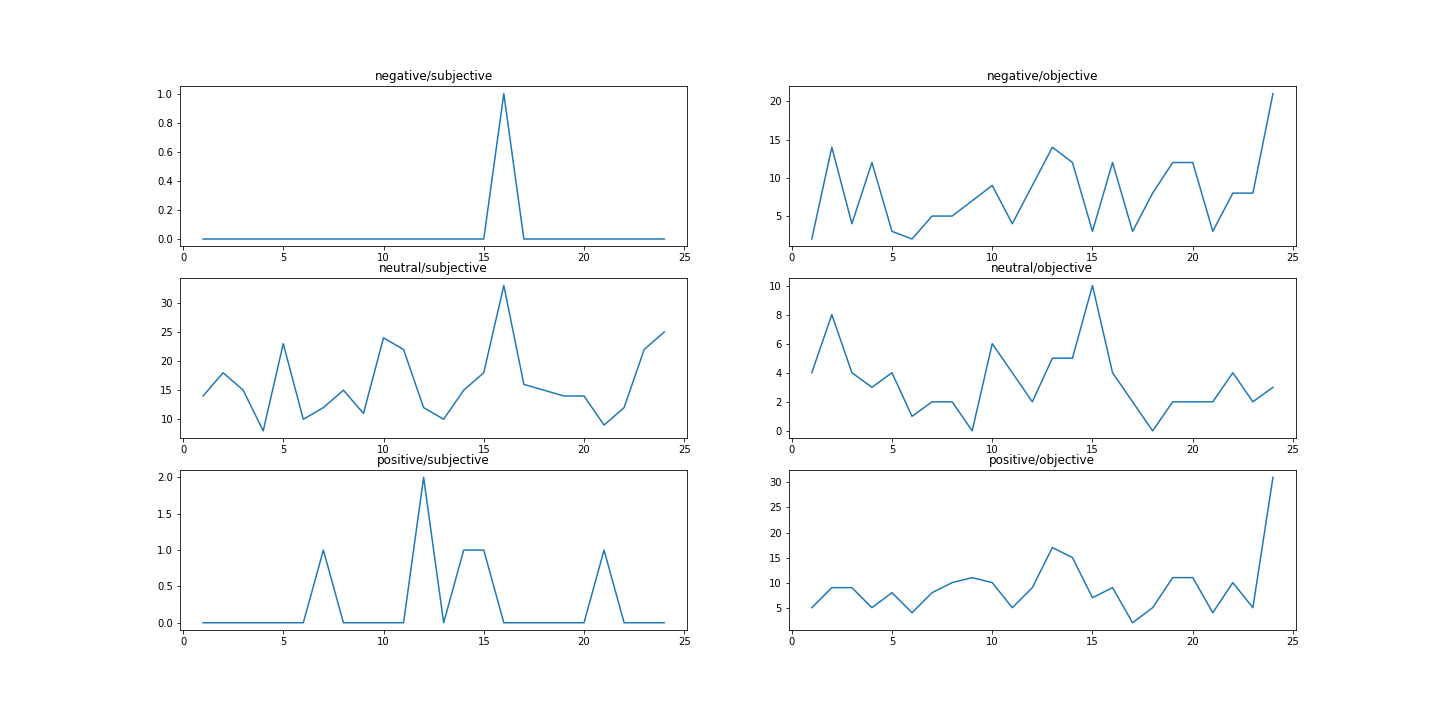 negative/subjective
1.0
0.8
0.6
0.4
0.2
0.0
0 5 10 15 20 25
negative/objective
20
15
10
5
0 5 10 15 20 25
neutral/subjective
30
25
20
15
10
0 5 10 15 20 25
neutral/objective
10
8
6
4
2
0
0 5 10 15 20 25
positive/subjective
2.0
1.5
1.0
0.5
0.0
0 5 10 15 20 25
positive/objective
30
25
20
15
10
5
0 5 10 15 20 25